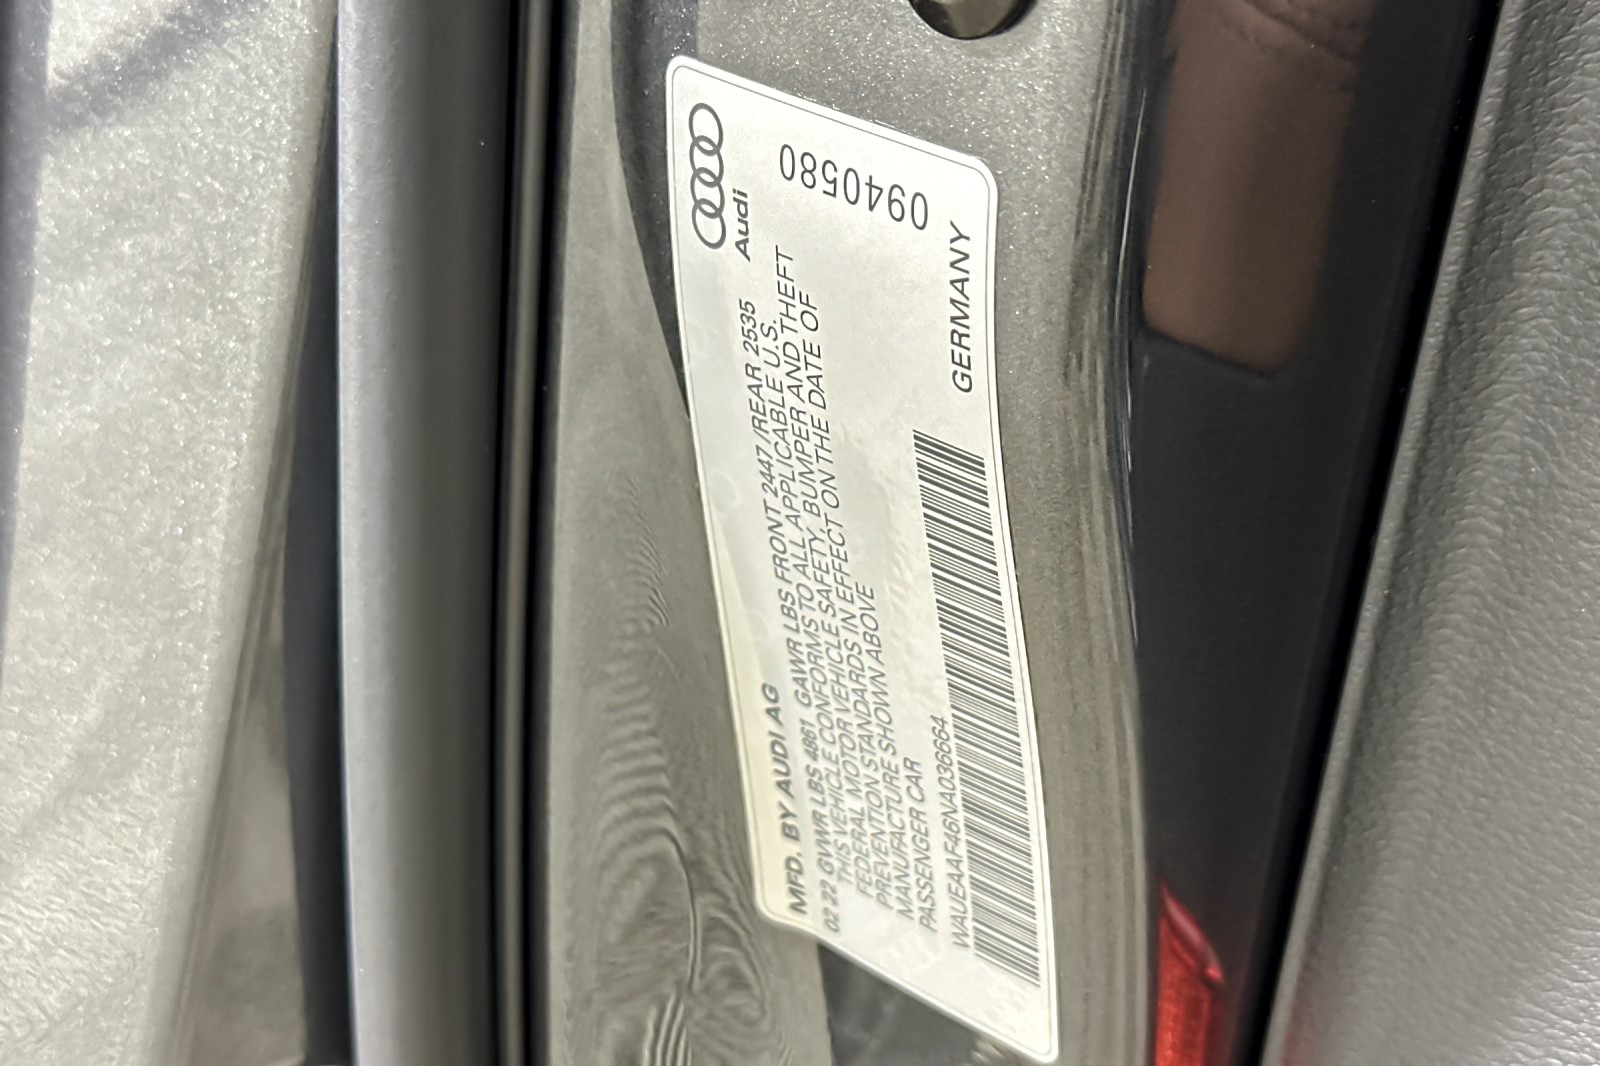 Audi
0940580
MFD. BY AUDI AG
02 22 GVWR LBS 4861 GAWR LBS FRONT 2447 /REAR 2535
THIS VEHICLE CONFORMS TO ALL APPLICABLE U.S.
FEDERAL MOTOR VEHICLE SAFETY, BUMPER AND THEFT
PREVENTION STANDARDS IN EFFECT ON THE DATE OF
MANUFACTURE SHOWN ABOVE
PASSENGER CAR
WAUEAAF46NA036664
GERMANY